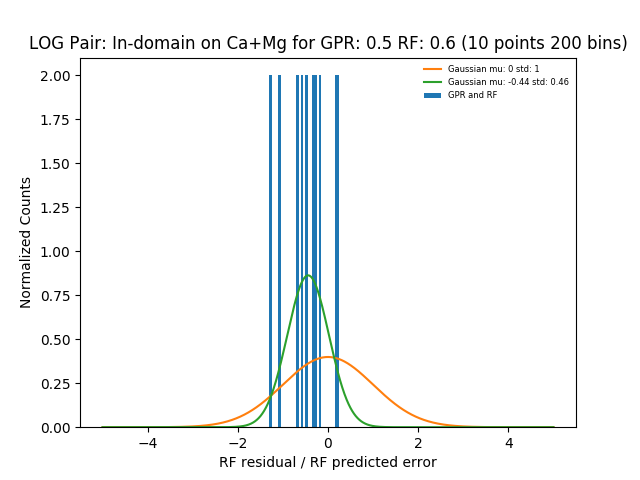 LOG Pair: In-domain on Ca+Mg for GPR: 0.5 RF: 0.6 (10 points 200 bins)
Gaussian mu: 0 std: 1
Gaussian mu: -0.44 std: 0.46
GPR and RF
Normalized Counts
2.00
1.75
1.50
1.25
1.00
0.75
0.50
0.25
0.00
−4
−2
0
2
4
RF residual / RF predicted error